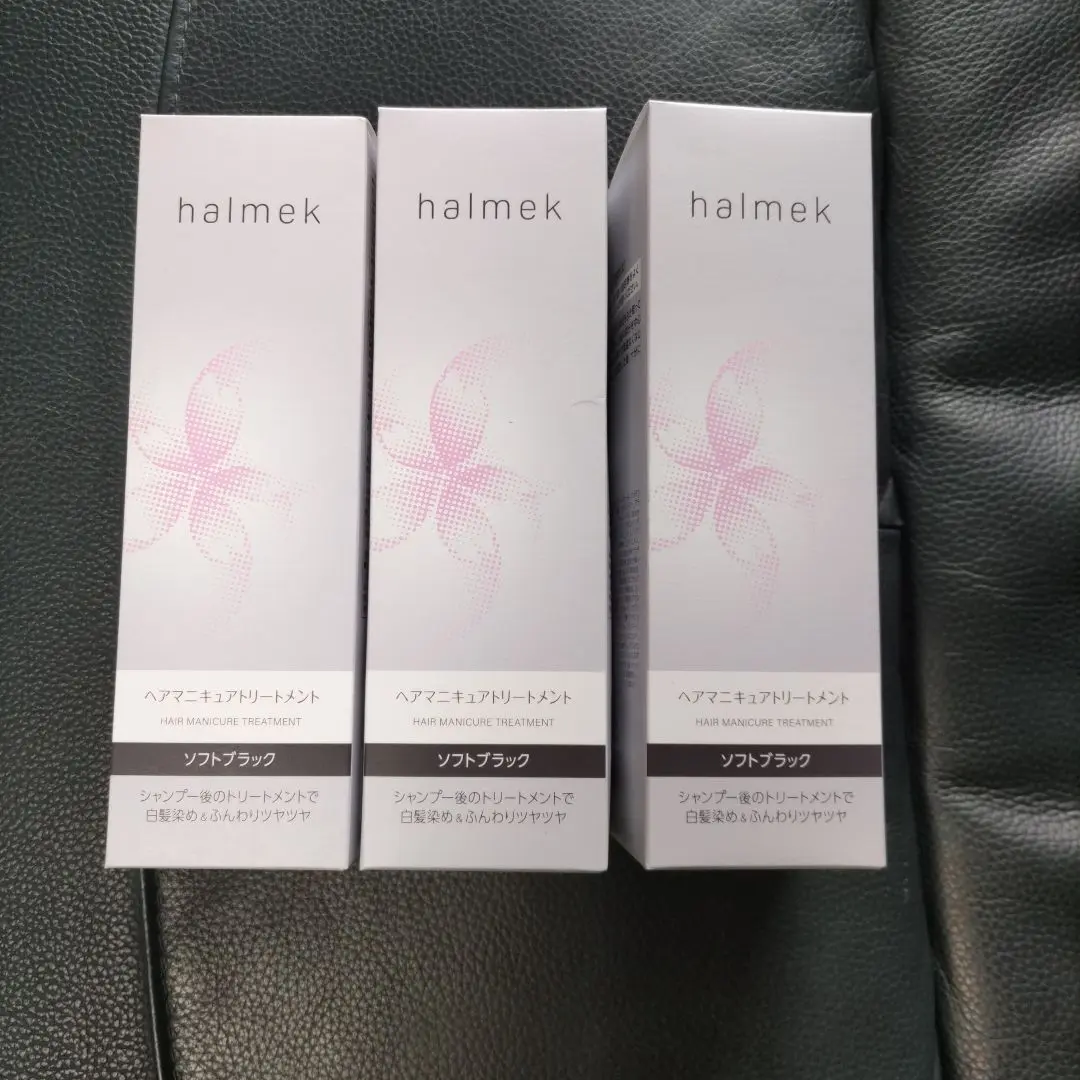 halmek
ヘアマニキュアトリートメント
HAIR MANICURE TREATMENT
ソフトブラック
シャンプー後のトリートメントで
白髪染め&ふんわりツヤツヤ
halmek
ヘアマニキュアトリートメント
HAIR MANICURE TREATMENT
ソフトブラック
シャンプー後のトリートメントで
白髪染め&ふんわりツヤツヤ
halmek
ヘアマニキュアトリートメント
HAIR MANICURE TREATMENT
ソフトブラック
シャンプー後のトリートメントで
白髪染め&ふんわりツヤツヤ